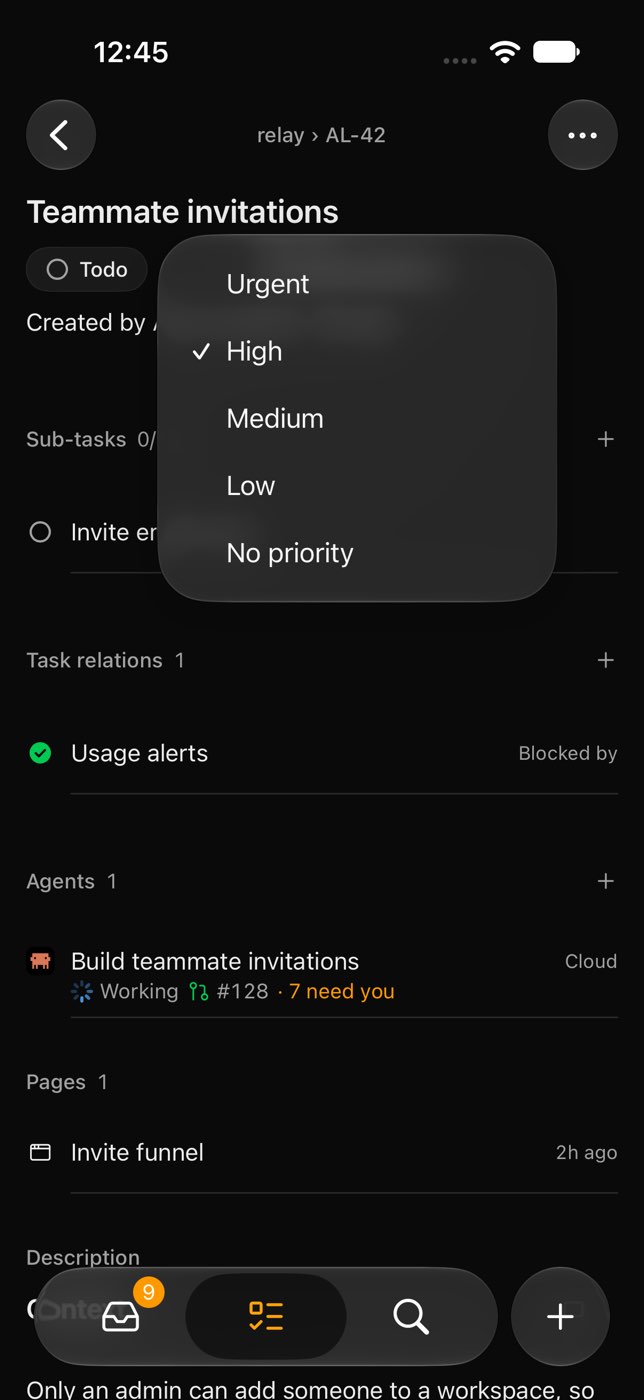 12:45
relay › AL-42
Teammate invitations
Todo
Urgent
Created by
High
Medium
Sub-tasks 0/
Low
Invite
No priority
Task relations 1
Usage alerts Blocked by
Agents 1
Build teammate invitations Cloud
Working #128 · 7 need you
Pages 1
Invite funnel 2h ago
Description
9
Only an admin can add someone to a workspace, so